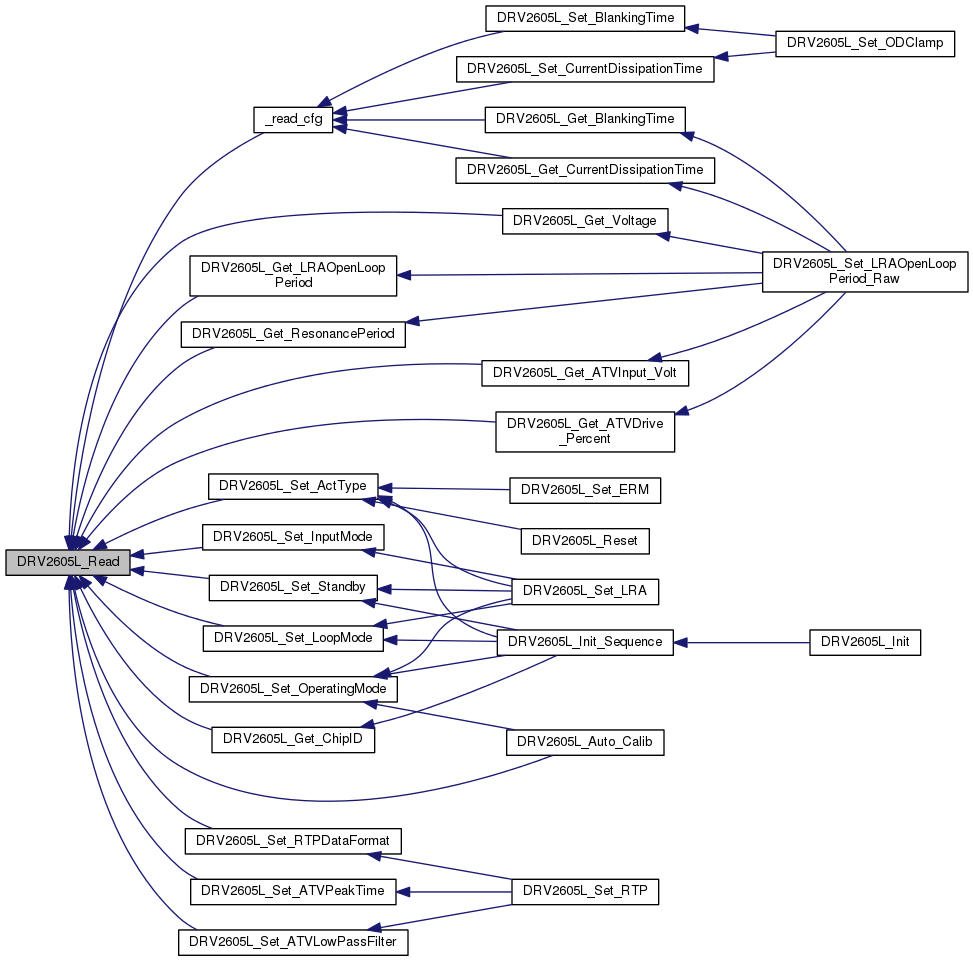 DRV2605L_Set_BlankingTime
DRV2605L_Set_ODClamp
DRV2605L_Set_CurrentDissipationTime
_read_cfg
DRV2605L_Get_BlankingTime
DRV2605L_Get_CurrentDissipationTime
DRV2605L_Get_Voltage
DRV2605L_Get_LRAOpenLoop
Period
DRV2605L_Set_LRAOpenLoop
Period_Raw
DRV2605L_Get_ResonancePeriod
DRV2605L_Get_ATVInput_Volt
DRV2605L_Get_ATVDrive
_Percent
DRV2605L_Set_ActType
DRV2605L_Set_ERM
DRV2605L_Set_InputMode
DRV2605L_Reset
DRV2605L_Read
DRV2605L_Set_Standby
DRV2605L_Set_LRA
DRV2605L_Set_LoopMode
DRV2605L_Init_Sequence
DRV2605L_Init
DRV2605L_Set_OperatingMode
DRV2605L_Get_ChipID
DRV2605L_Auto_Calib
DRV2605L_Set_RTPDataFormat
DRV2605L_Set_ATVPeakTime
DRV2605L_Set_RTP
DRV2605L_Set_ATVLowPassFilter